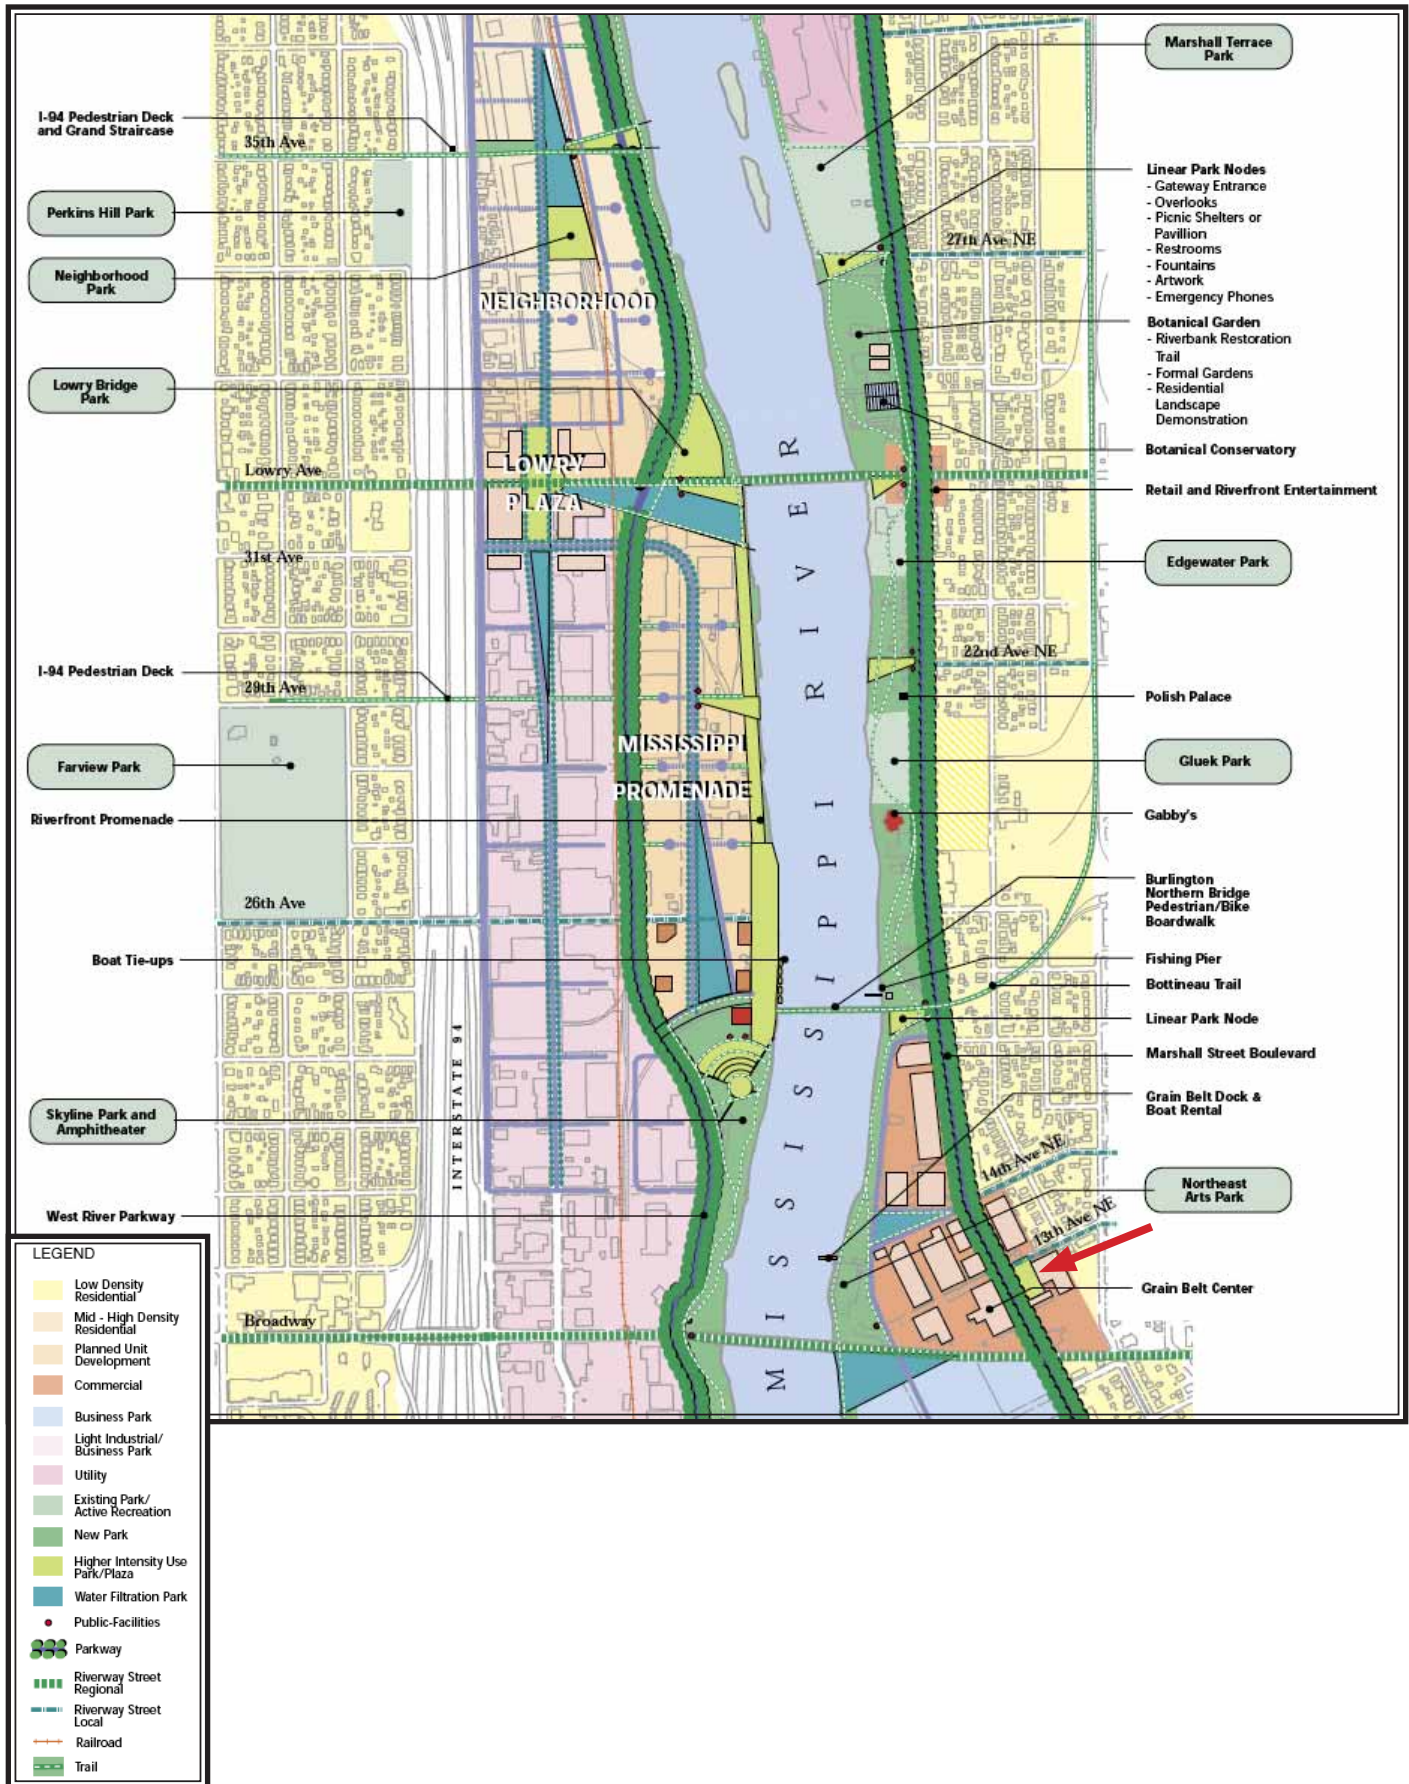 Marshall Terrace
Park
I-94 Pedestrian Deck
and Grand Staircase
35th Ave
Linear Park Nodes
- Gateway Entrance
- Overlooks
- Picnic Shelters or
Pavillion
- Restrooms
- Fountains
- Artwork
- Emergency Phones
Perkins Hill Park
27th Ave NE
Neighborhood
Park
NEIGHBORHOOD
Botanical Garden
- Riverbank Restoration
Trail
- Formal Gardens
- Residential
Landscape
Demonstration
Lowry Bridge
Park
Botanical Conservatory
Lowry Ave
LOWRY
PLAZA
Retail and Riverfront Entertainment
31st Ave
Edgewater Park
22nd Ave NE
I-94 Pedestrian Deck
29th Ave
Polish Palace
MISSISSIPPI
PROMENADE
Farview Park
Gluek Park
Riverfront Promenade
Gabby's
26th Ave
Burlington
Northern Bridge
Pedestrian/Bike
Boardwalk
Boat Tie-ups
Fishing Pier
Bottineau Trail
Linear Park Node
MISSISSIPPI RIVER
INTERSTATE 94
Marshall Street Boulevard
Skyline Park and
Amphitheater
Grain Belt Dock &
Boat Rental
14th Ave NE
Northeast
Arts Park
West River Parkway
13th Ave NE
Grain Belt Center
Broadway
LEGEND
Low Density
Residential
Mid - High Density
Residential
Planned Unit
Development
Commercial
Business Park
Light Industrial/
Business Park
Utility
Existing Park/
Active Recreation
New Park
Higher Intensity Use
Park/Plaza
Water Filtration Park
Public-Facilities
Parkway
Riverway Street
Regional
Riverway Street
Local
Railroad
Trail